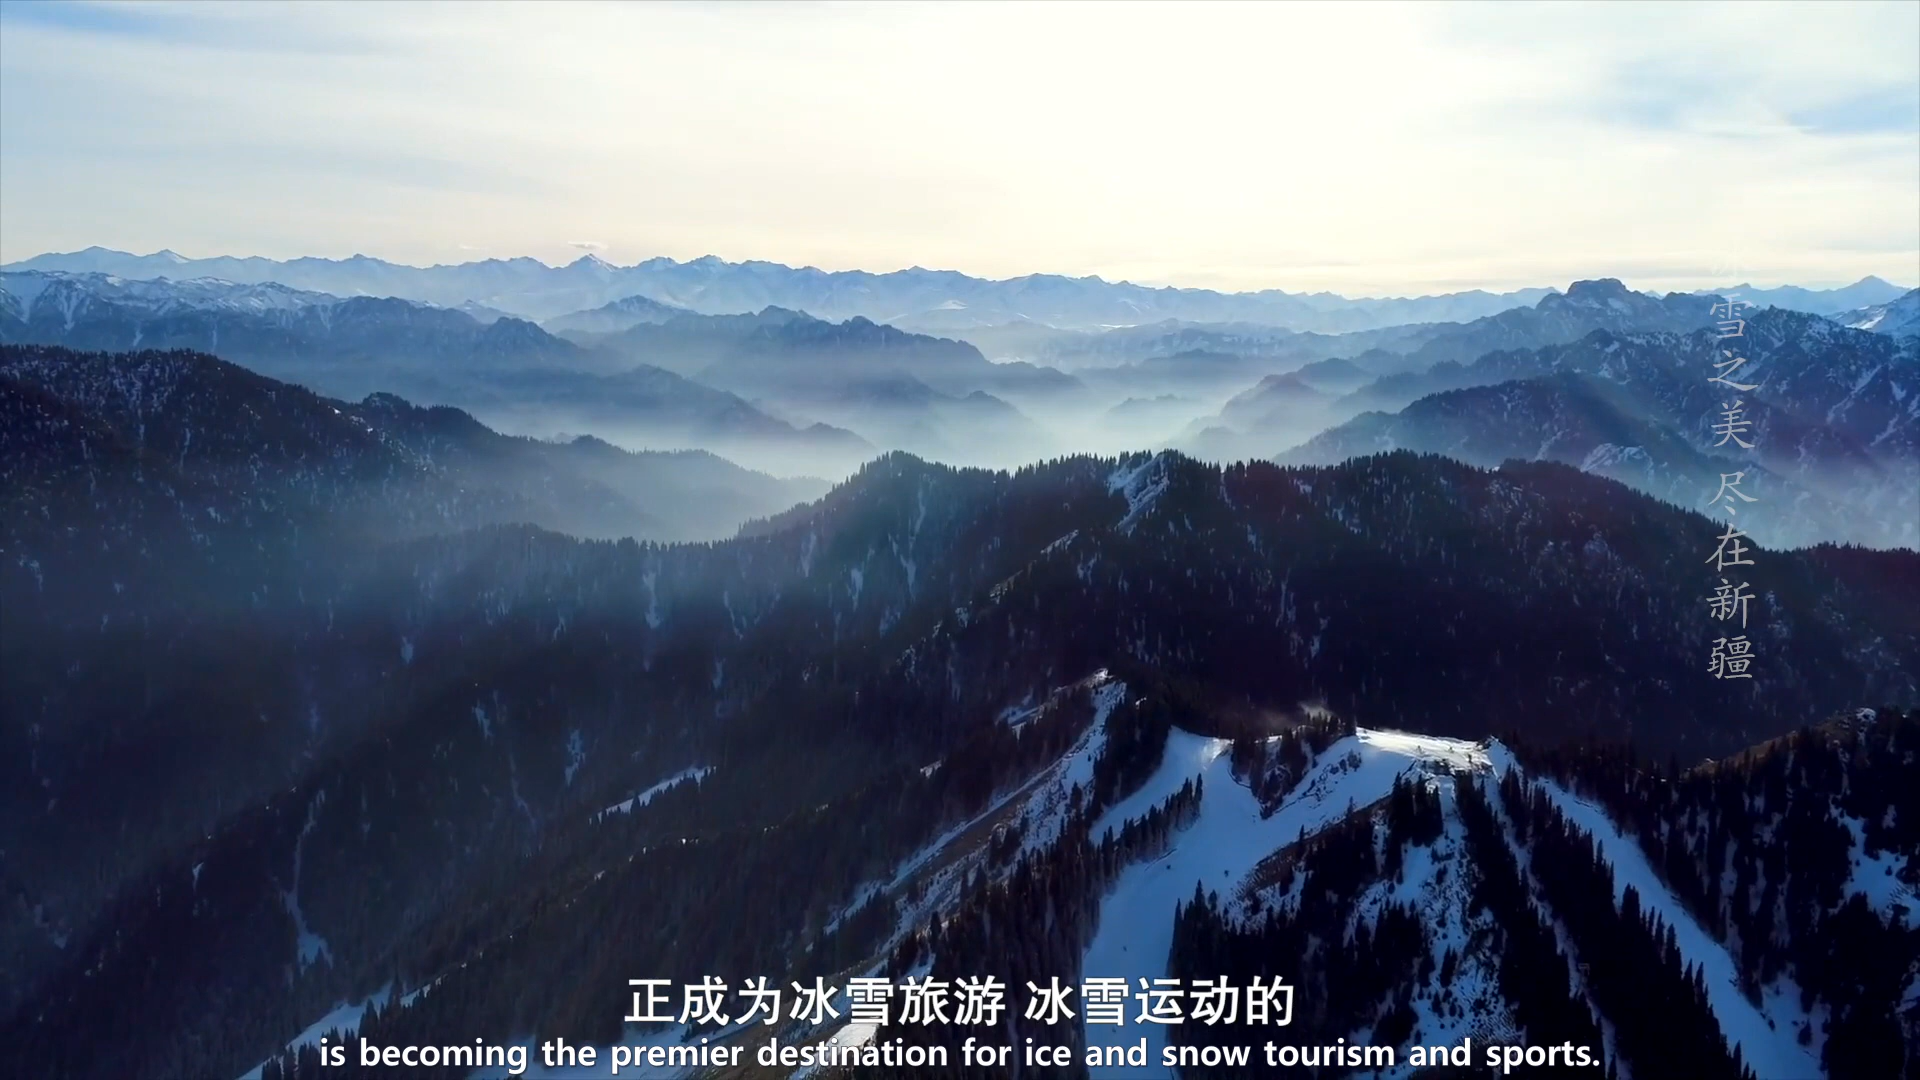 冰雪之美 尽在新疆
正成为冰雪旅游 冰雪运动的
is becoming the premier destination for ice and snow tourism and sports.